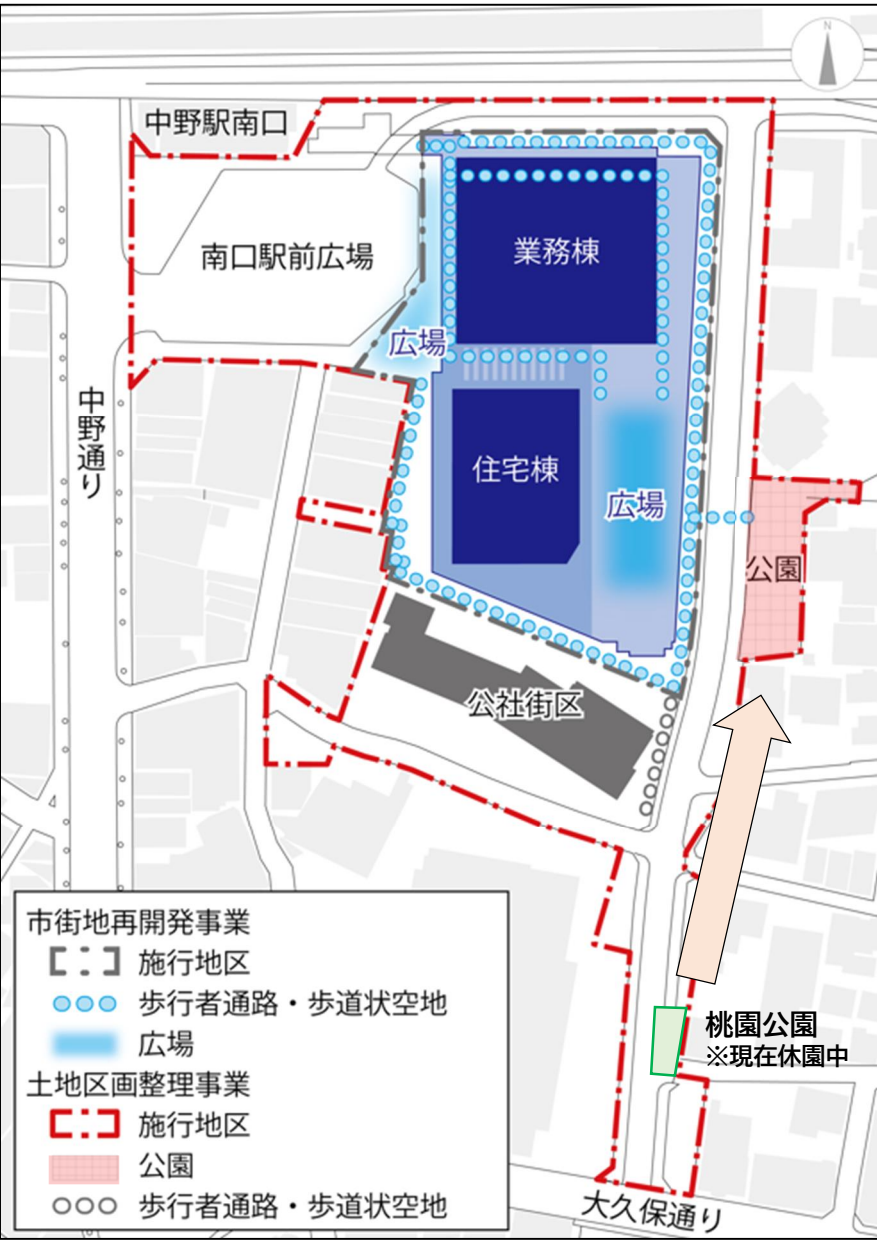 N
中野駅南口
南口駅前広場
業務棟
広場
中野通り
住宅棟
広場
公園
公社街区
市街地再開発事業
施行地区
歩行者通路・歩道状空地
広場
土地区画整理事業
施行地区
公園
歩行者通路・歩道状空地
桃園公園
※現在休園中
大久保通り